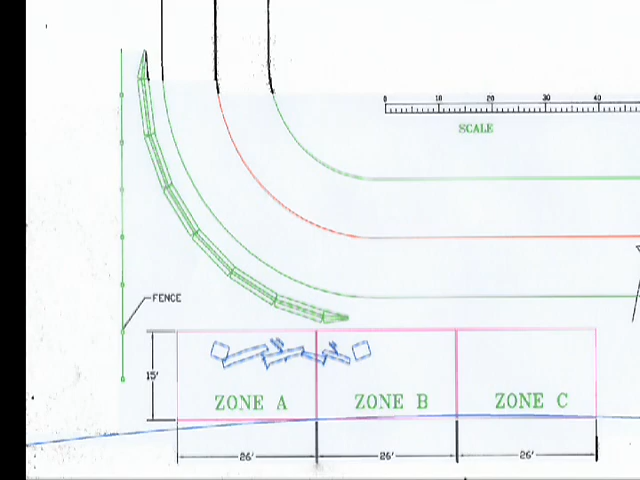 0 10 20 30 40
SCALE
FENCE
15'
ZONE A ZONE B ZONE C
26' 26' 26'